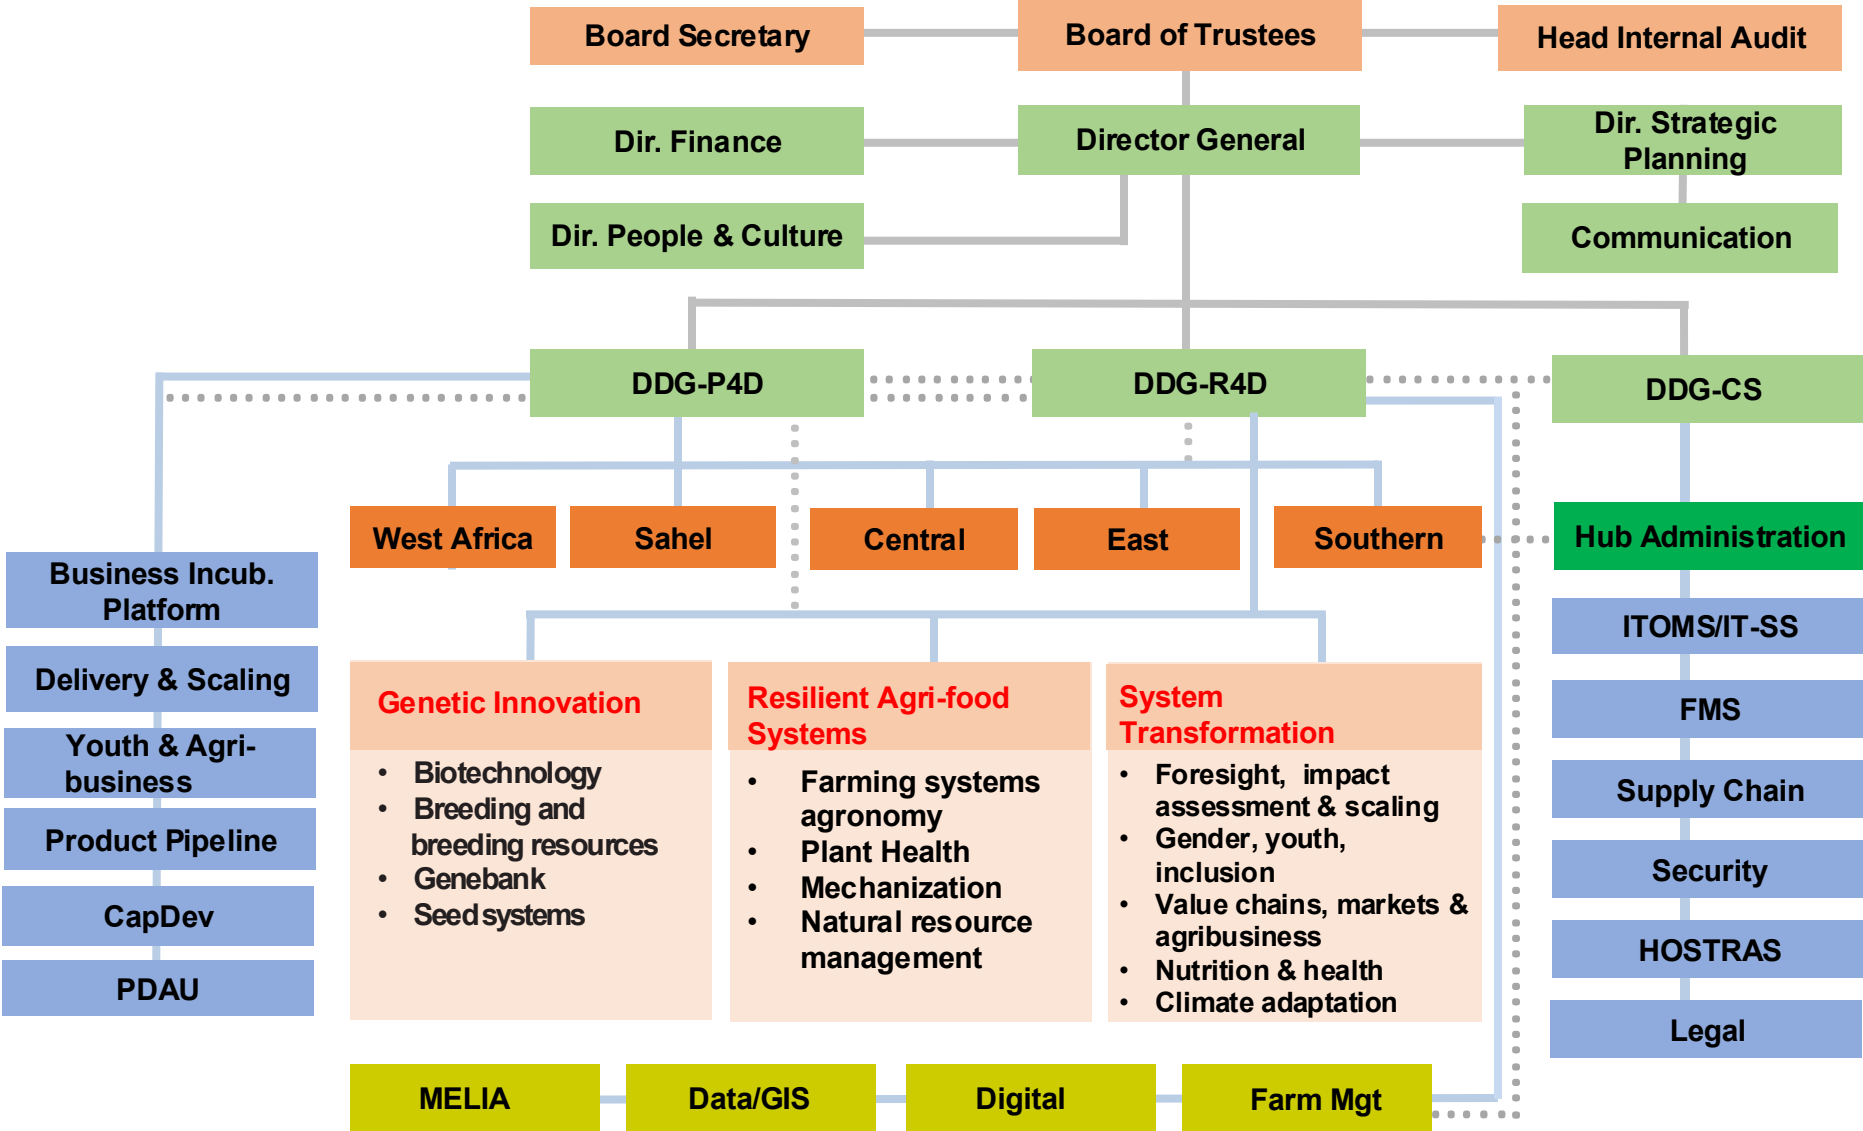 Board Secretary
Board of Trustees
Head Internal Audit
Dir. Finance
Director General
Dir. Strategic
Planning
Dir. People & Culture
Communication
DDG-P4D
DDG-R4D
DDG-CS
West Africa
Sahel
Central
East
Southern
Hub Administration
Business Incub.
Platform
Delivery & Scaling
Youth & Agri-
business
Product Pipeline
CapDev
PDAU
Genetic Innovation
• Biotechnology
• Breeding and
breeding resources
• Genebank
• Seed systems
Resilient Agri-food
Systems
• Farming systems
agronomy
• Plant Health
• Mechanization
• Natural resource
management
System
Transformation
• Foresight, impact
assessment & scaling
• Gender, youth,
inclusion
• Value chains, markets &
agribusiness
• Nutrition & health
• Climate adaptation
ITOMS/IT-SS
FMS
Supply Chain
Security
HOSTRAS
Legal
MELIA
Data/GIS
Digital
Farm Mgt